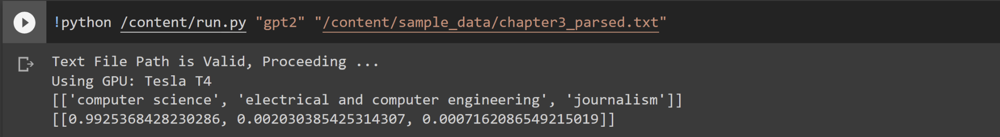 !python /content/run.py "gpt2" "/content/sample_data/chapter3_parsed.txt"
Text File Path is Valid, Proceeding ...
Using GPU: Tesla T4
[['computer science', 'electrical and computer engineering', 'journalism']]
[[0.9925368428230286, 0.002030385425314307, 0.0007162086549215019]]